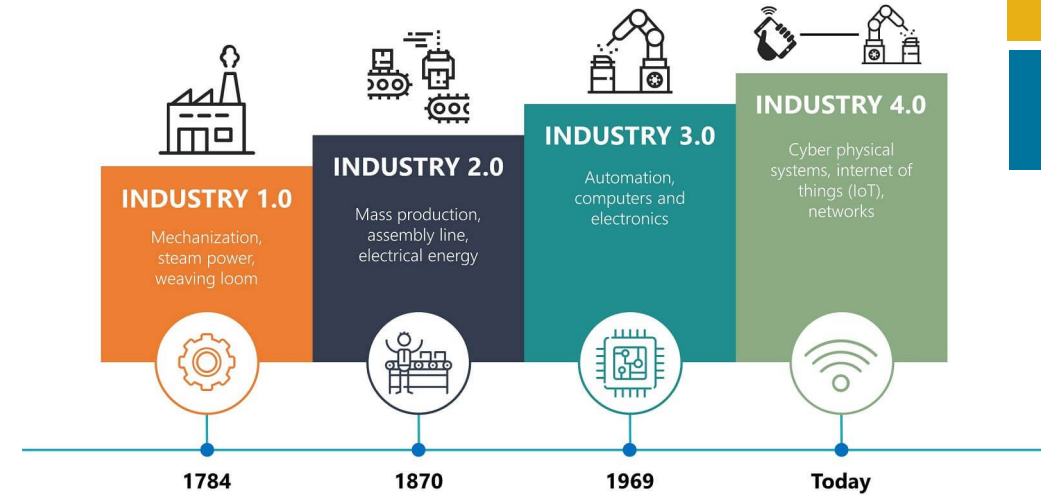 INDUSTRY 1.0
Mechanization,
steam power,
weaving loom
1784
INDUSTRY 2.0
Mass production,
assembly line,
electrical energy
1870
INDUSTRY 3.0
Automation,
computers and
electronics
1969
INDUSTRY 4.0
Cyber physical
systems, internet of
things (IoT),
networks
Today